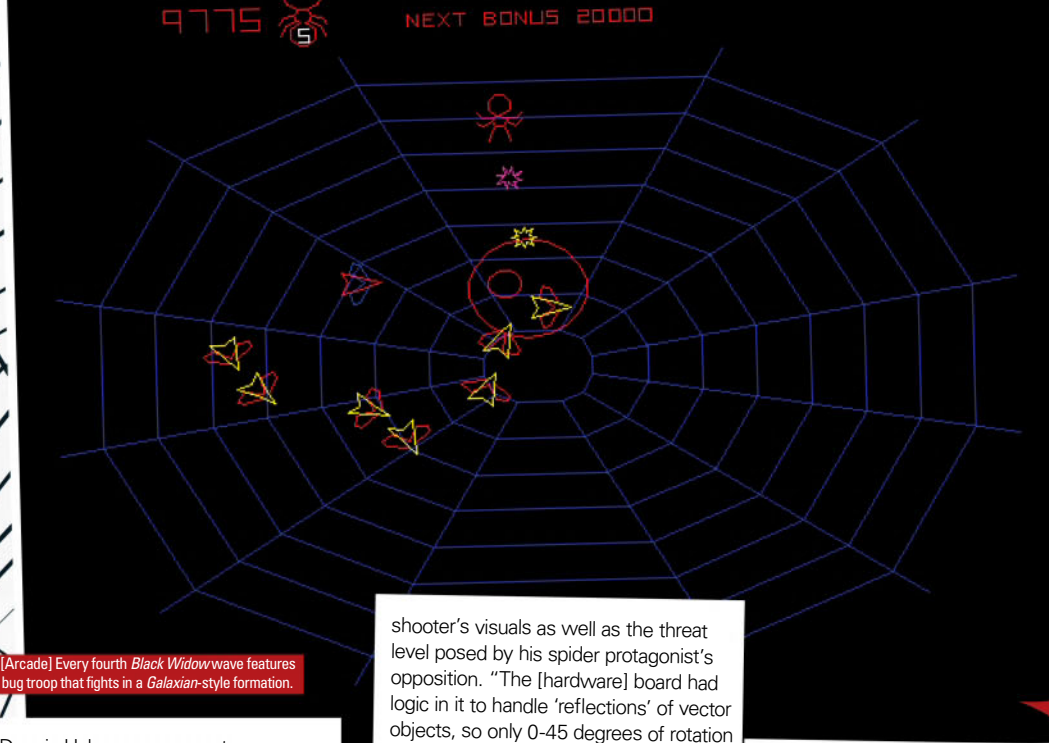 9775 5 NEXT BONUS 20000
[Arcade] Every fourth Black Widow wave features
bug troop that fights in a Galaxian-style formation.
shooter's visuals as well as the threat
level posed by his spider protagonist's
opposition. "The [hardware] board had
logic in it to handle 'reflections' of vector
objects, so only 0-45 degrees of rotation